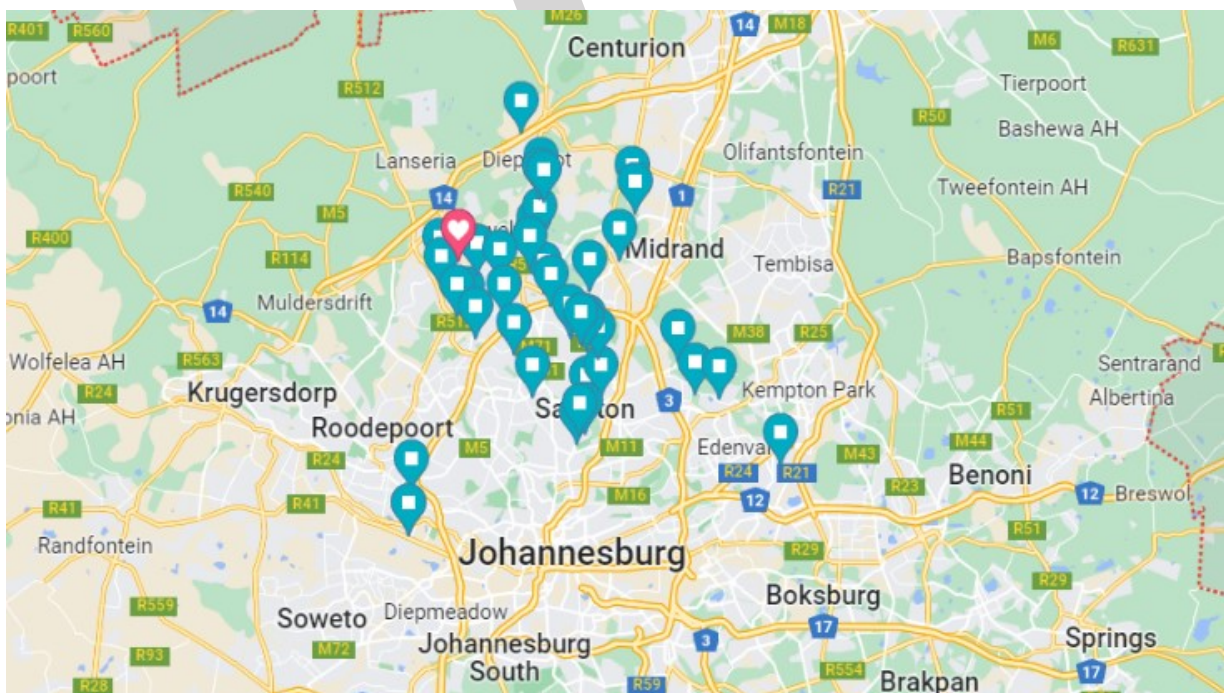 R401
R560
M26
14
M18
Centurion
M6
R631
poort
R512
Tierpoort
R50
Bashewa AH
Lanseria
Olifantsfontein
R540
14
1
R21
Tweefontein AH
M5
R400
R114
Midrand
Tembisa
Bapsfontein
Muldersdrift
14
M38
R25
Wolfelea AH
R563
R24
Krugersdorp
Kempton Park
Sentrarand
Albertina
onia AH
3
R51
Roodepoort
M5
M11
M44
R24
Edenval
M43
Benoni
R24
R21
R23
12
Breswol
R41
R41
M16
12
R51
Randfontein
Johannesburg
R29
R29
R559
Boksburg
Soweto
Diepmeadow
17
Springs
R93
M72
Johannesburg
South
3
R554
17
R28
R59
Brakpan